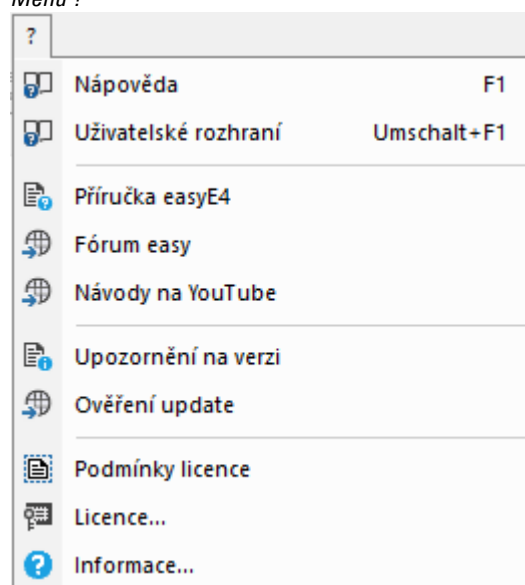 Menu ?
?
Nápověda F1
Uživatelské rozhraní Umschalt+F1
Příručka easyE4
Fórum easy
Návody na YouTube
Upozornění na verzi
Ověření update
Podmínky licence
Licence...
Informace...